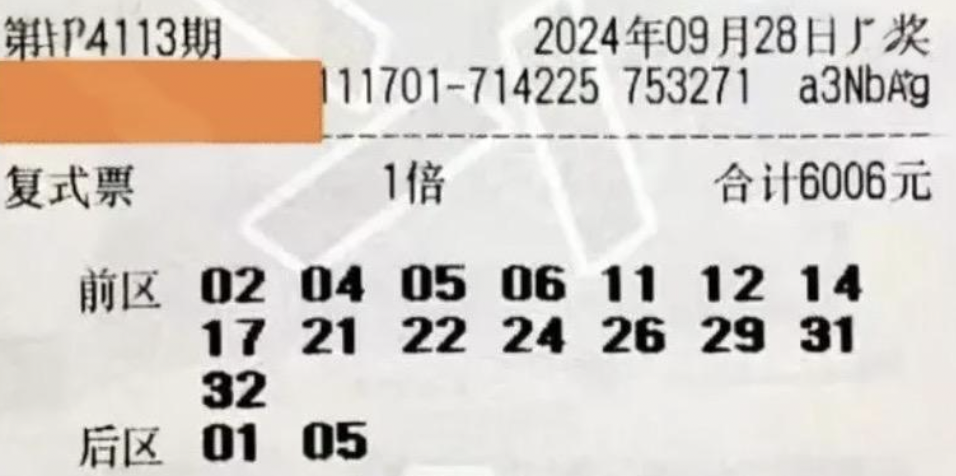 第 4113期 2024年09月28日 奖
111701-714225 753271 a3NbAg
复式票 1倍 合计6006元
前区 02 04 05 06 11 12 14
17 21 22 24 26 29 31
32
后区 01 05